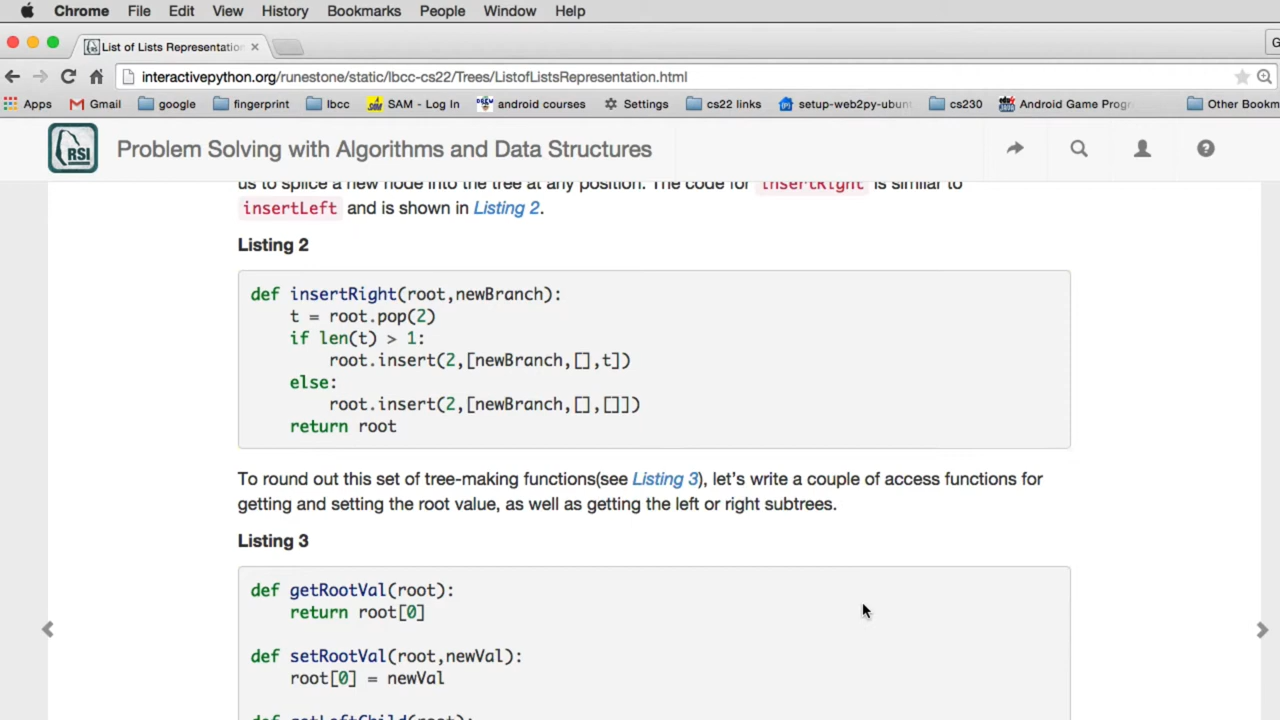 Chrome File Edit View History Bookmarks People Window Help
List of Lists Representation
interactivepython.org/runestone/static/lbcc-cs22/Trees/ListofListsRepresentation.html
Apps Gmail google fingerprint lbcc SAM - Log In android courses Settings cs22 links setup-web2py-ubun cs230 Android Game Progr Other Bookm
RSI Problem Solving with Algorithms and Data Structures
us to splice a new node into the tree at any position. The code for insertRight is similar to
insertLeft and is shown in Listing 2.
Listing 2
def insertRight(root,newBranch):
    t = root.pop(2)
    if len(t) > 1:
        root.insert(2,[newBranch,[],t])
    else:
        root.insert(2,[newBranch,[],[]])
    return root
To round out this set of tree-making functions(see Listing 3), let’s write a couple of access functions for
getting and setting the root value, as well as getting the left or right subtrees.
Listing 3
def getRootVal(root):
    return root[0]
def setRootVal(root,newVal):
    root[0] = newVal
def getLeftChild(root):